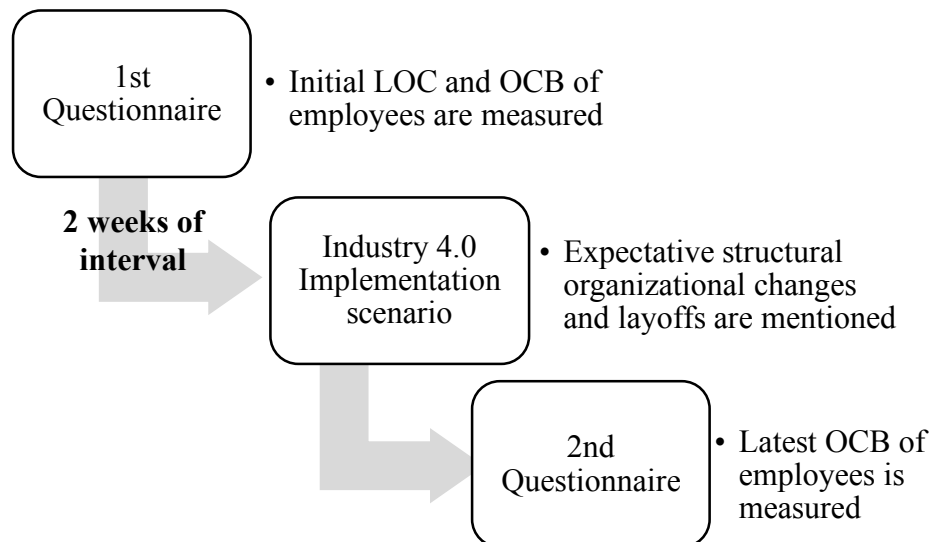 1st
Questionnaire
• Initial LOC and OCB of
employees are measured
2 weeks of
interval
Industry 4.0
Implementation
scenario
• Expectative structural
organizational changes
and layoffs are mentioned
2nd
Questionnaire
• Latest OCB of
employees is
measured